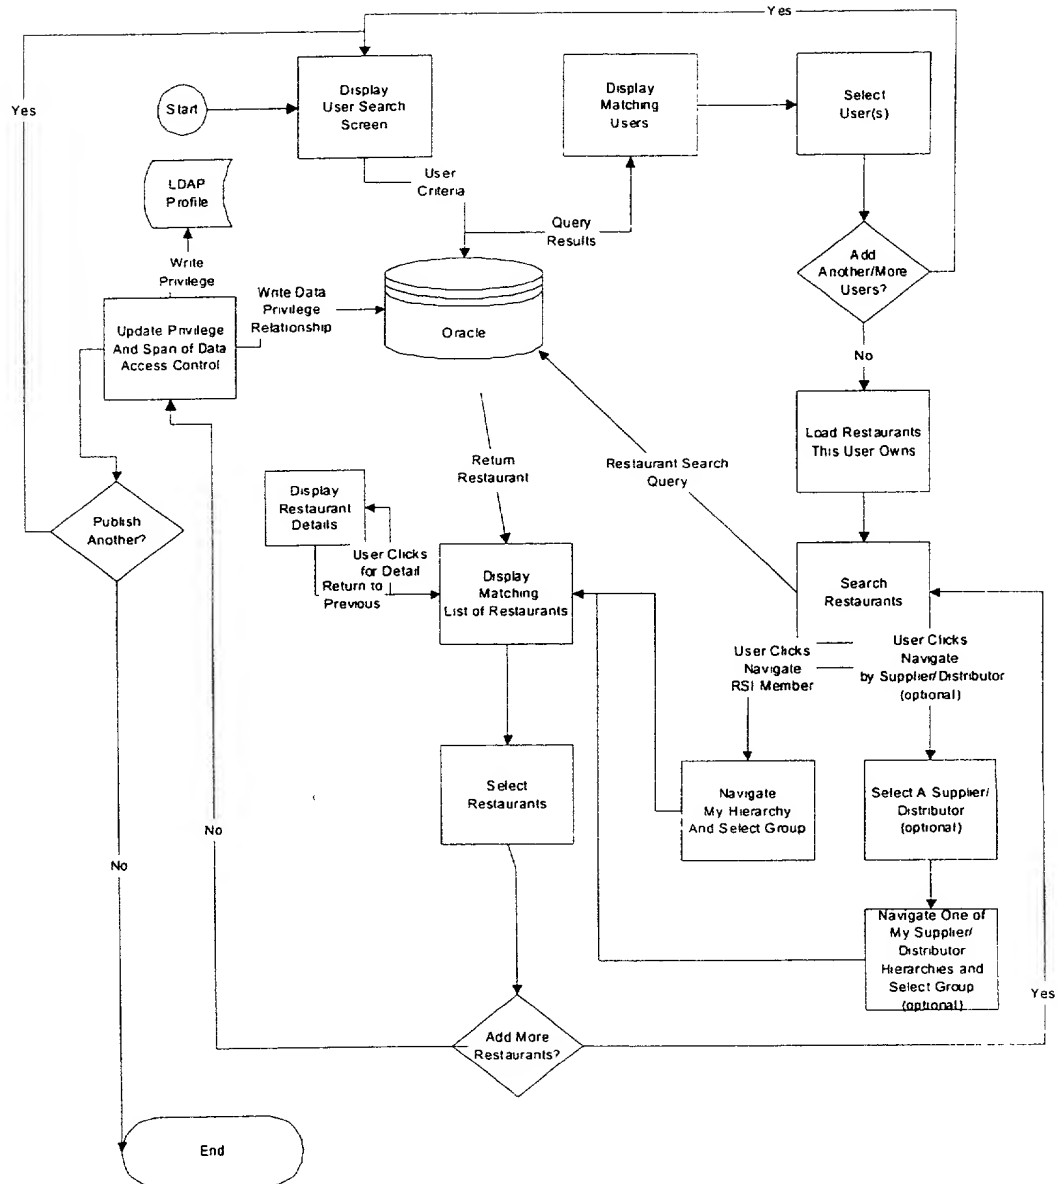 Yes
Yes
Start
Display
User Search
Screen
Display
Matching
Users
Select
User(s)
LDAP
Profile
User
Criteria
Query
Results
Add
Another/More
Users?
Write
Privilege
Write Data
Privilege
Relationship
Oracle
Update Privilege
And Span of Data
Access Control
No
Load Restaurants
This User Owns
Return
Restaurant
Restaurant Search
Query
Display
Restaurant
Details
Publish
Another?
User Clicks
for Detail
Return to
Previous
Display
Matching
List of Restaurants
Search
Restaurants
User Clicks
Navigate
RSI Member
User Clicks
Navigate
by Supplier/Distributor
(optional)
Select
Restaurants
Navigate
My Hierarchy
And Select Group
Select A Supplier/
Distributor
(optional)
No
No
Navigate One of
My Supplier/
Distributor
Hierarchies and
Select Group
(optional)
Yes
Add More
Restaurants?
End